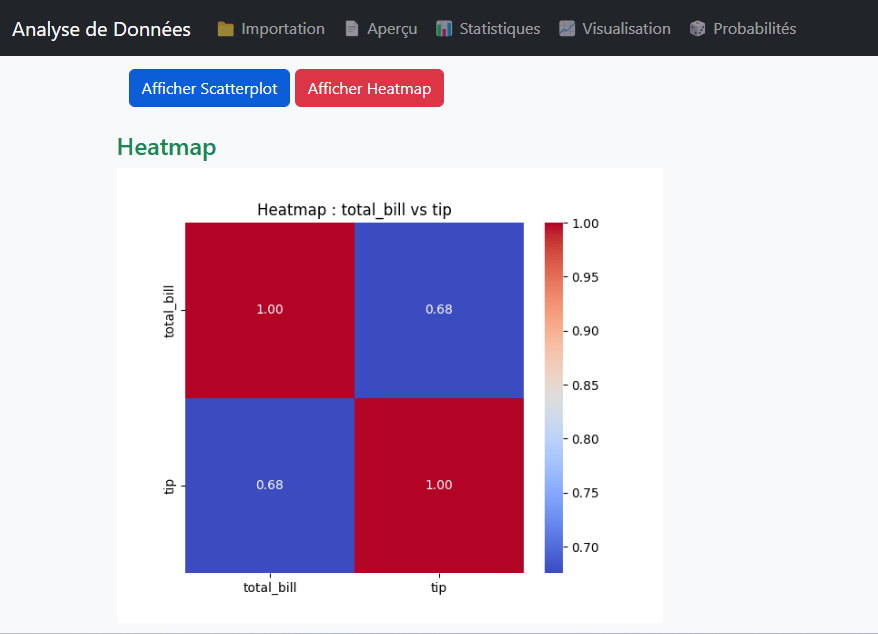 Analyse de Données Importation Aperçu Statistiques Visualisation Probabilités
Afficher Scatterplot Afficher Heatmap
Heatmap
Heatmap : total_bill vs tip
total_bill
1.00 0.68
tip
0.68 1.00
total_bill tip
1.00
0.95
0.90
0.85
0.80
0.75
0.70